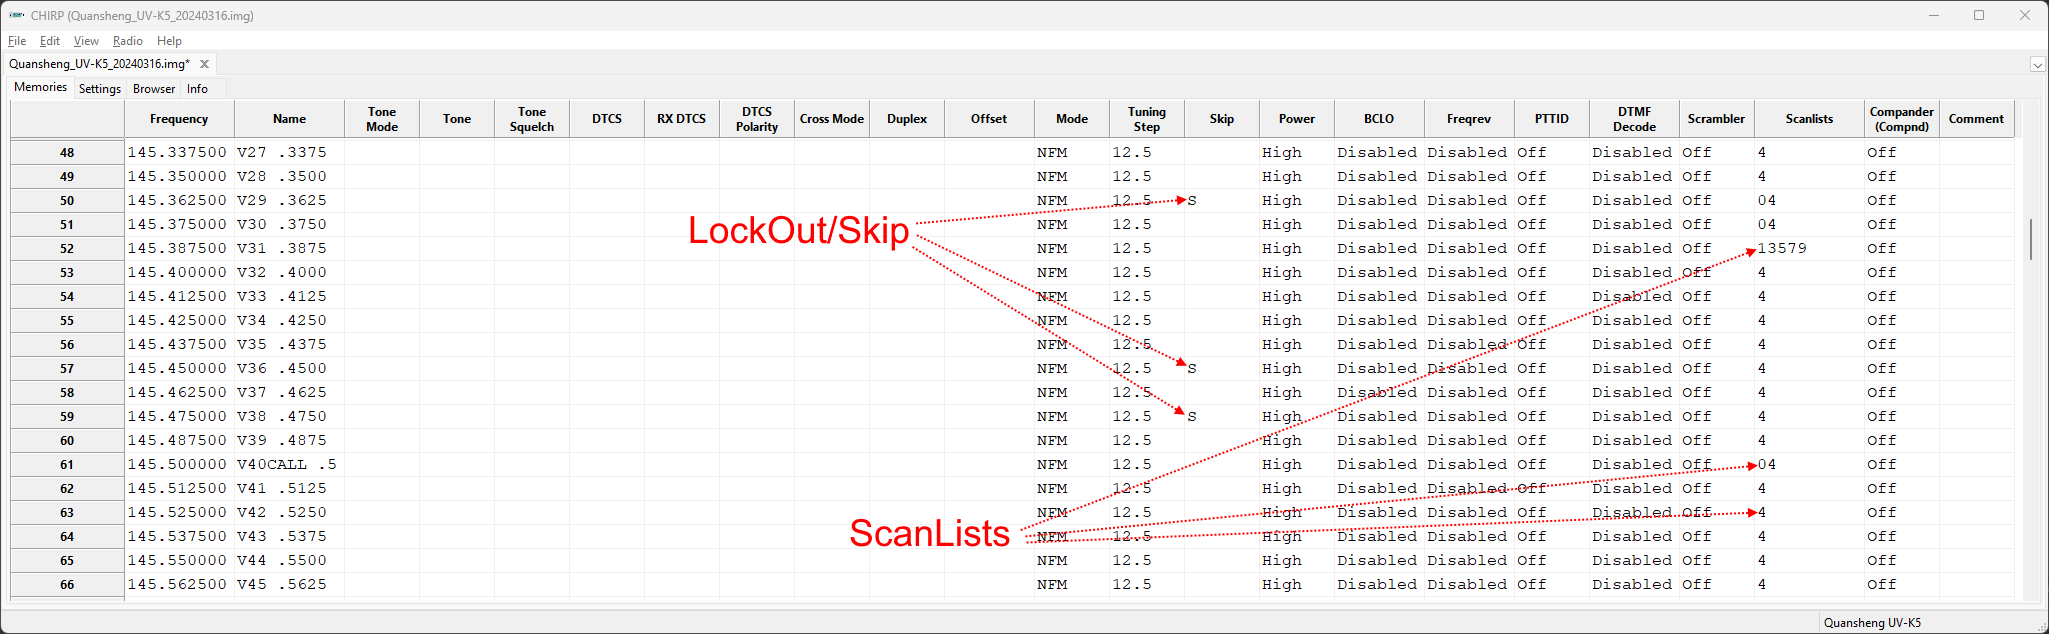 CHIRP (Quansheng_UV-K5_20240316.img)
File Edit View Radio Help
Quansheng_UV-K5_20240316.img*
Memories Settings Browser Info
Frequency Name Tone Mode Tone Tone Squelch DTCS RX DTCS DTCS Polarity Cross Mode Duplex Offset Mode Tuning Step Skip Power BCLO Freqrev PTTID DTMF Decode Scrambler Scanlists Compander (Compnd) Comment
48 145.337500 V27 .3375 NFM 12.5 High Disabled Disabled Off Disabled Off 4 Off
49 145.350000 V28 .3500 NFM 12.5 High Disabled Disabled Off Disabled Off 4 Off
50 145.362500 V29 .3625 NFM 12.5 S High Disabled Disabled Off Disabled Off 04 Off
51 145.375000 V30 .3750 NFM 12.5 High Disabled Disabled Off Disabled Off 04 Off
LockOut/Skip
52 145.387500 V31 .3875 NFM 12.5 High Disabled Disabled Off Disabled Off 13579 Off
53 145.400000 V32 .4000 NFM 12.5 High Disabled Disabled Off Disabled Off 4 Off
54 145.412500 V33 .4125 NFM 12.5 High Disabled Disabled Off Disabled Off 4 Off
55 145.425000 V34 .4250 NFM 12.5 High Disabled Disabled Off Disabled Off 4 Off
56 145.437500 V35 .4375 NFM 12.5 High Disabled Disabled Off Disabled Off 4 Off
57 145.450000 V36 .4500 NFM 12.5 S High Disabled Disabled Off Disabled Off 4 Off
58 145.462500 V37 .4625 NFM 12.5 High Disabled Disabled Off Disabled Off 4 Off
59 145.475000 V38 .4750 NFM 12.5 S High Disabled Disabled Off Disabled Off 4 Off
60 145.487500 V39 .4875 NFM 12.5 High Disabled Disabled Off Disabled Off 4 Off
61 145.500000 V40CALL .5 NFM 12.5 High Disabled Disabled Off Disabled Off 04 Off
62 145.512500 V41 .5125 NFM 12.5 High Disabled Disabled Off Disabled Off 4 Off
63 145.525000 V42 .5250 NFM 12.5 High Disabled Disabled Off Disabled Off 4 Off
ScanLists
64 145.537500 V43 .5375 NFM 12.5 High Disabled Disabled Off Disabled Off 4 Off
65 145.550000 V44 .5500 NFM 12.5 High Disabled Disabled Off Disabled Off 4 Off
66 145.562500 V45 .5625 NFM 12.5 High Disabled Disabled Off Disabled Off 4 Off
Quansheng UV-K5